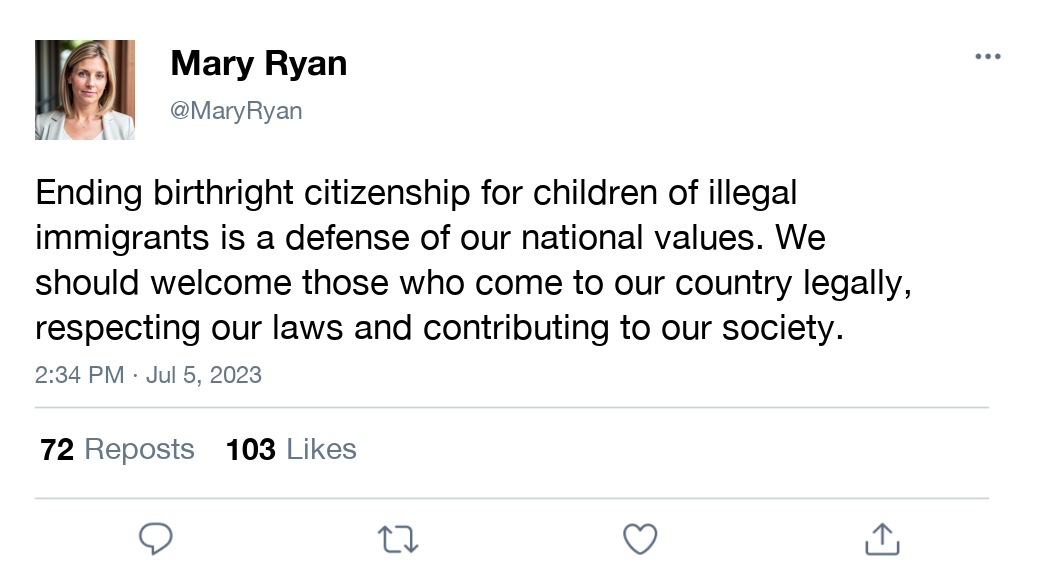 Mary Ryan
@MaryRyan
Ending birthright citizenship for children of illegal
immigrants is a defense of our national values. We
should welcome those who come to our country legally,
respecting our laws and contributing to our society.
2:34 PM · Jul 5, 2023
72 Reposts 103 Likes